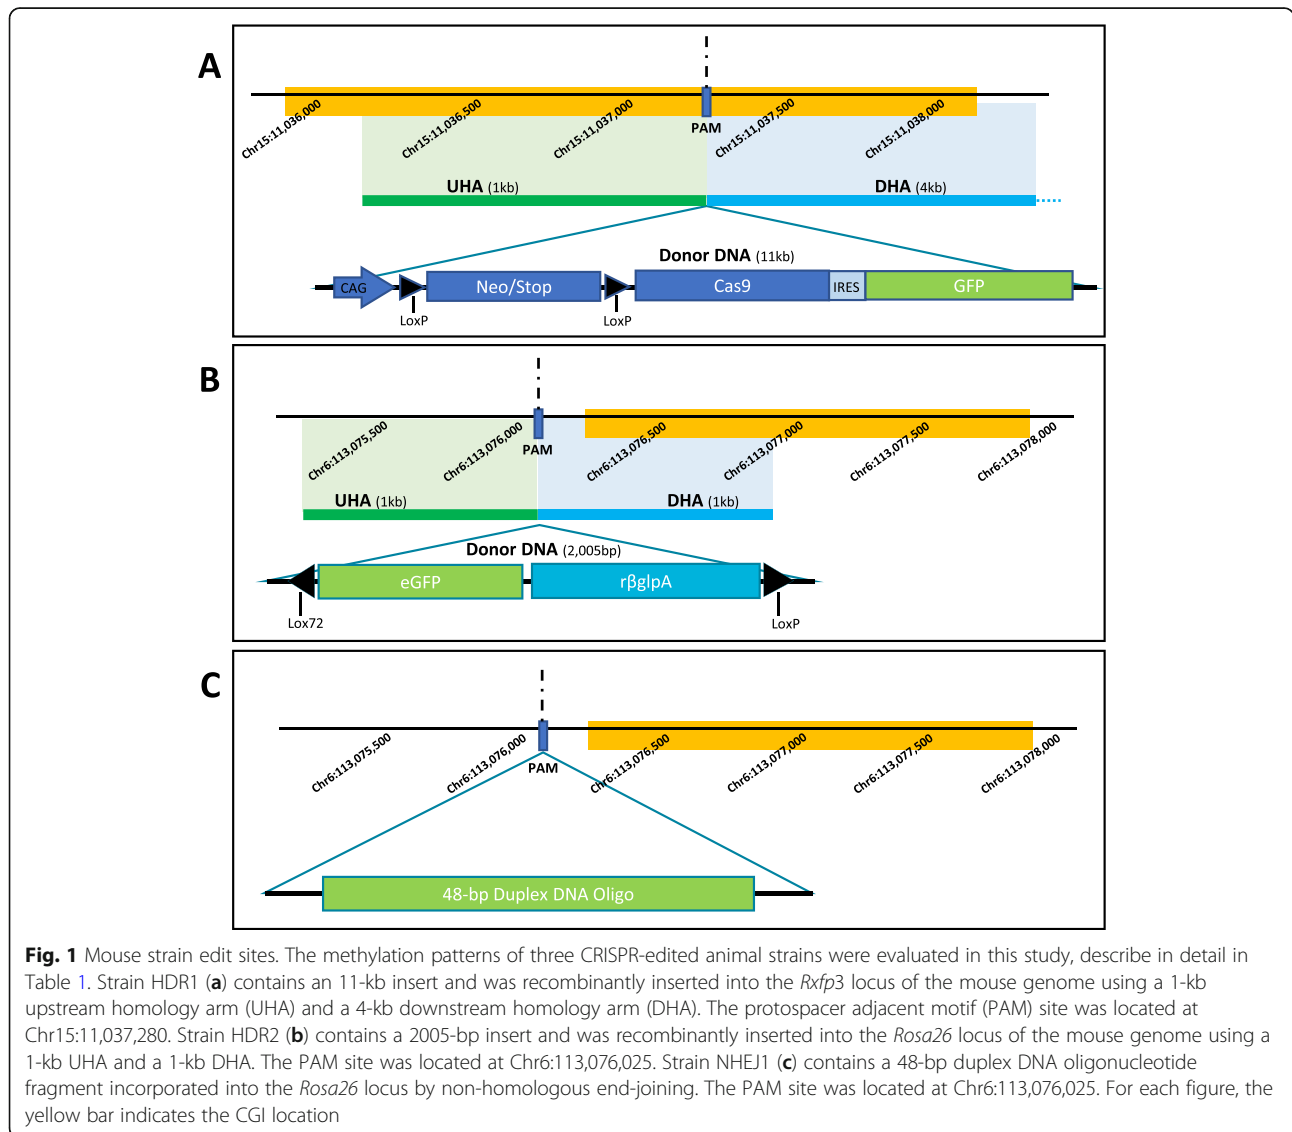 A
Chr15:11,036,000
Chr15:11,036,500
Chr15:11,037,000
PAM
Chr15:11,037,500
Chr15:11,038,000
UHA (1kb)
DHA (4kb)
Donor DNA (11kb)
CAG
Neo/Stop
Cas9
IRES
GFP
LoxP
LoxP
B
Chr6:113,075,500
Chr6:113,076,000
PAM
Chr6:113,076,500
Chr6:113,077,000
Chr6:113,077,500
Chr6:113,078,000
UHA (1kb)
DHA (1kb)
Donor DNA (2,005bp)
eGFP
rβglpA
Lox72
LoxP
C
Chr6:113,075,500
Chr6:113,076,000
PAM
Chr6:113,076,500
Chr6:113,077,000
Chr6:113,077,500
Chr6:113,078,000
48-bp Duplex DNA Oligo
Fig. 1 Mouse strain edit sites. The methylation patterns of three CRISPR-edited animal strains were evaluated in this study, describe in detail in
Table 1. Strain HDR1 (a) contains an 11-kb insert and was recombinantly inserted into the Rxfp3 locus of the mouse genome using a 1-kb
upstream homology arm (UHA) and a 4-kb downstream homology arm (DHA). The protospacer adjacent motif (PAM) site was located at
Chr15:11,037,280. Strain HDR2 (b) contains a 2005-bp insert and was recombinantly inserted into the Rosa26 locus of the mouse genome using a
1-kb UHA and a 1-kb DHA. The PAM site was located at Chr6:113,076,025. Strain NHEJ1 (c) contains a 48-bp duplex DNA oligonucleotide
fragment incorporated into the Rosa26 locus by non-homologous end-joining. The PAM site was located at Chr6:113,076,025. For each figure, the
yellow bar indicates the CGI location